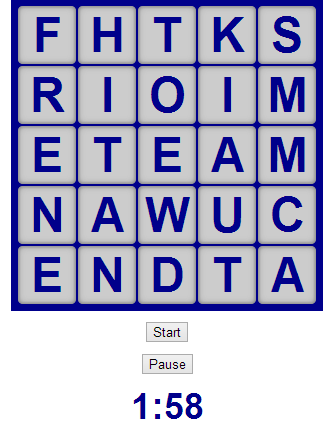 F H T K S
R I O I M
E T E A M
N A W U C
E N D T A
Start
Pause
1:58